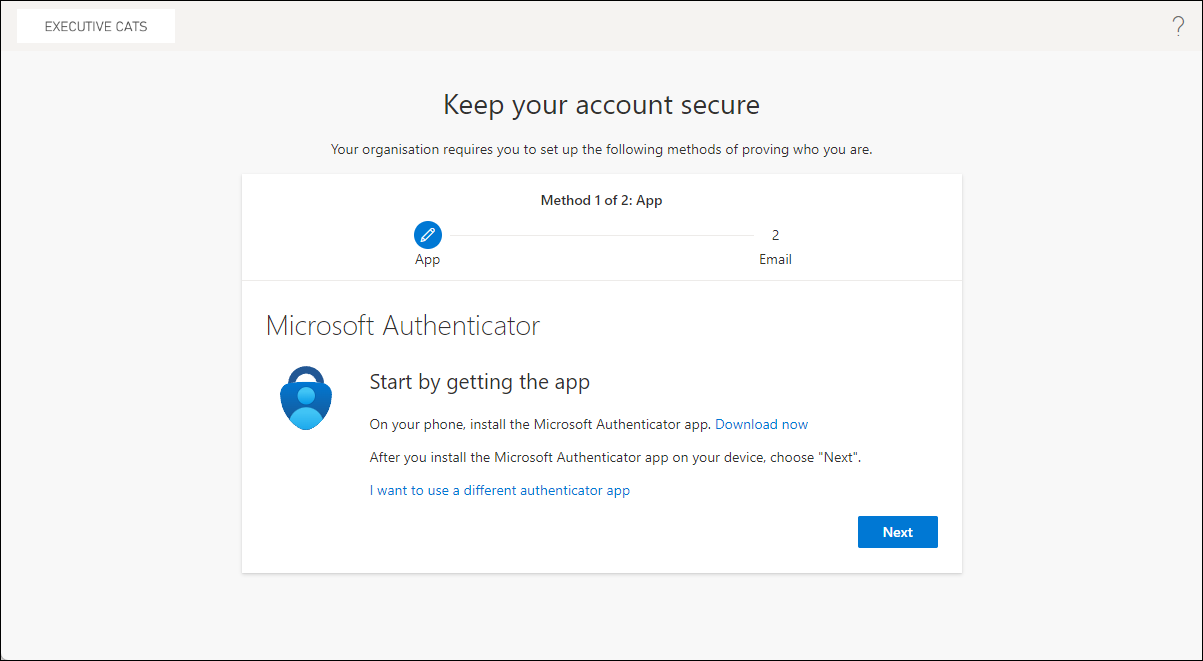 EXECUTIVE CATS
?
Keep your account secure
Your organisation requires you to set up the following methods of proving who you are.
Method 1 of 2: App
2
App
Email
Microsoft Authenticator
Start by getting the app
On your phone, install the Microsoft Authenticator app. Download now
After you install the Microsoft Authenticator app on your device, choose "Next".
I want to use a different authenticator app
Next